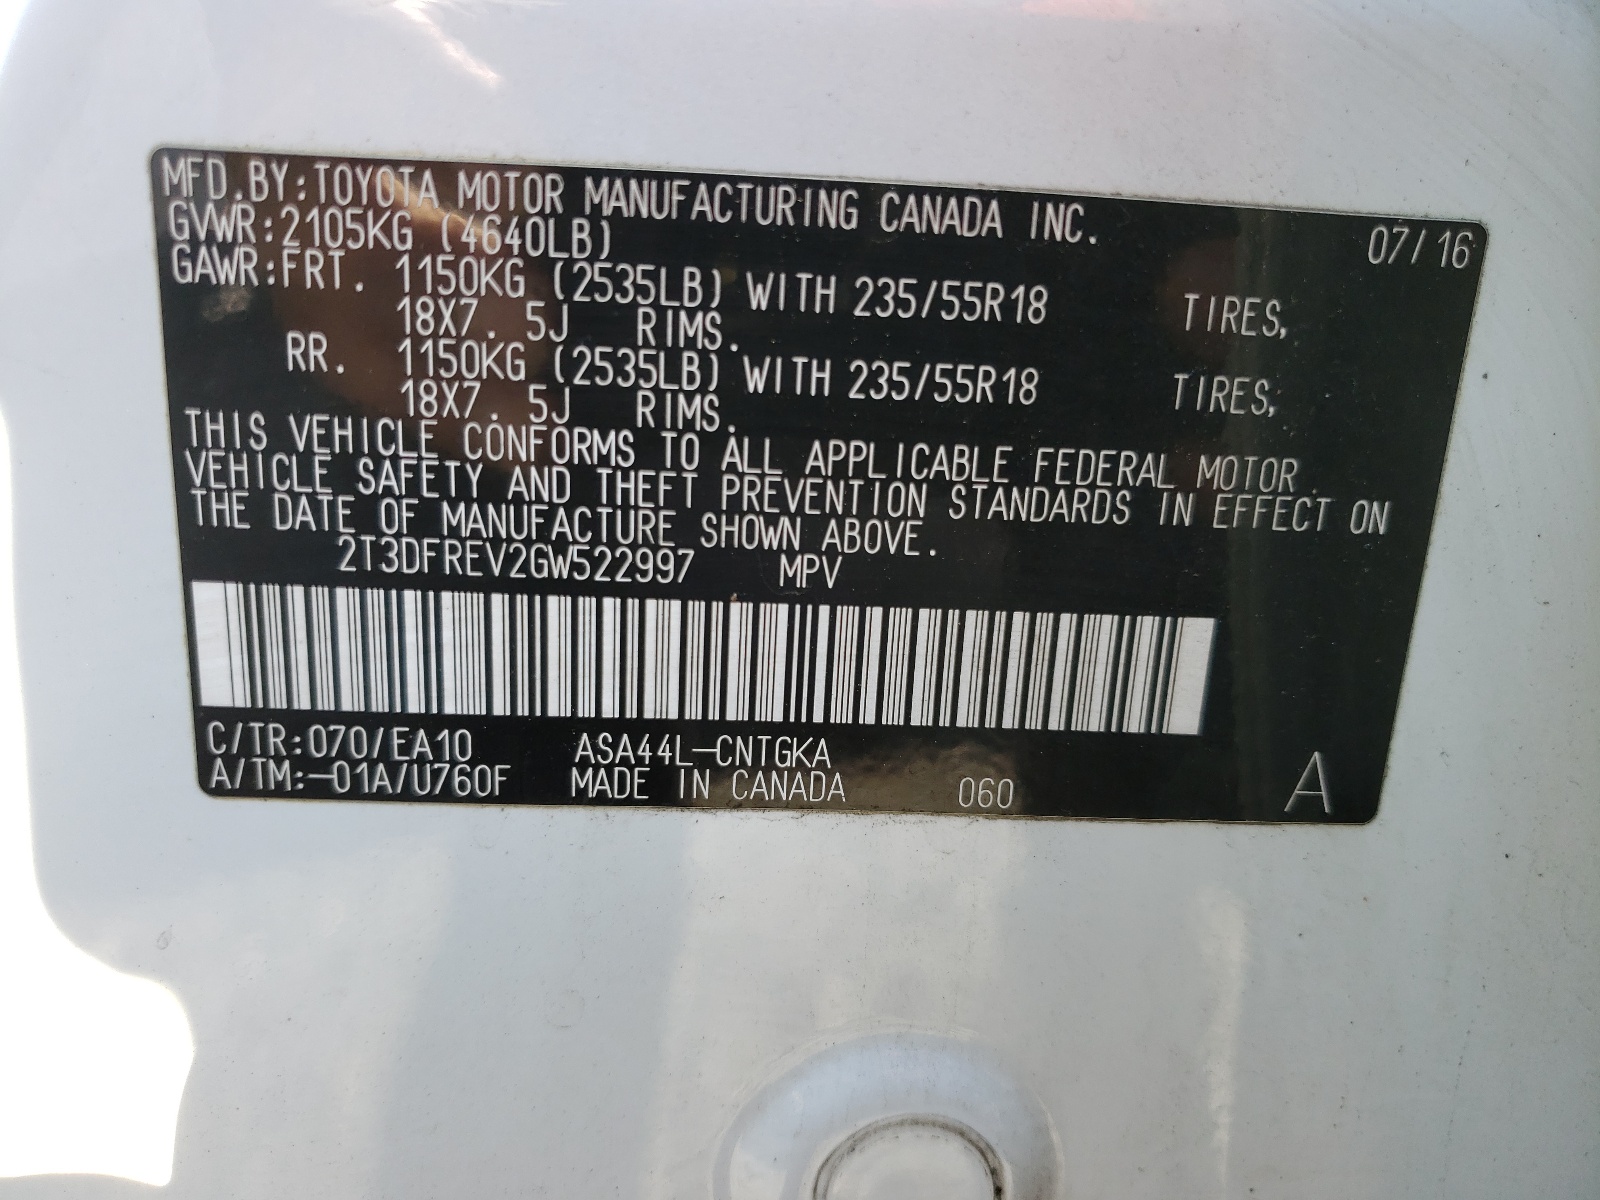 MFD.BY:TOYOTA MOTOR MANUFACTURING CANADA INC. 07/16
GVWR:2105KG (4640LB)
GAWR:FRT. 1150KG (2535LB) WITH 235/55R18 TIRES,
18X7.5J RIMS.
RR. 1150KG (2535LB) WITH 235/55R18 TIRES,
18X7.5J RIMS.
THIS VEHICLE CONFORMS TO ALL APPLICABLE FEDERAL MOTOR
VEHICLE SAFETY AND THEFT PREVENTION STANDARDS IN EFFECT ON
THE DATE OF MANUFACTURE SHOWN ABOVE.
2T3DFREV2GW522997 MPV
C/TR:070/EA10 ASA44L-CNTGKA
A/TM:-01A/U760F MADE IN CANADA 060 A